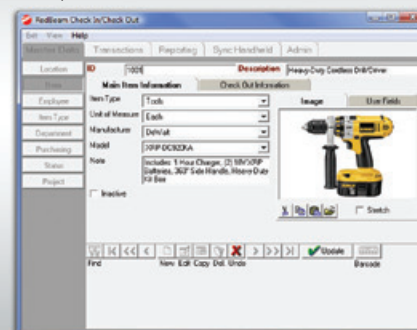 RedBeam Check In/Check Out
Edit View Help
Master Data Transactions Reporting Sync Handheld Admin
Location
Item
Employee
Item Type
Department
Purchasing
Status
Project
ID 1001 Description Heavy-Duty Cordless Drill/Driver
Main Item Information Check Out Information
Item Type Tools
Unit of Measure Each
Manufacturer DeWalt
Model XRP DC920KA
Note Includes: 1 Hour Charger, (2) 18V XRP
Batteries, 360° Side Handle, Heavy Duty
Kit Box
Inactive
Image User Fields
Stretch
Update
Find New Edit Copy Del. Undo Barcode